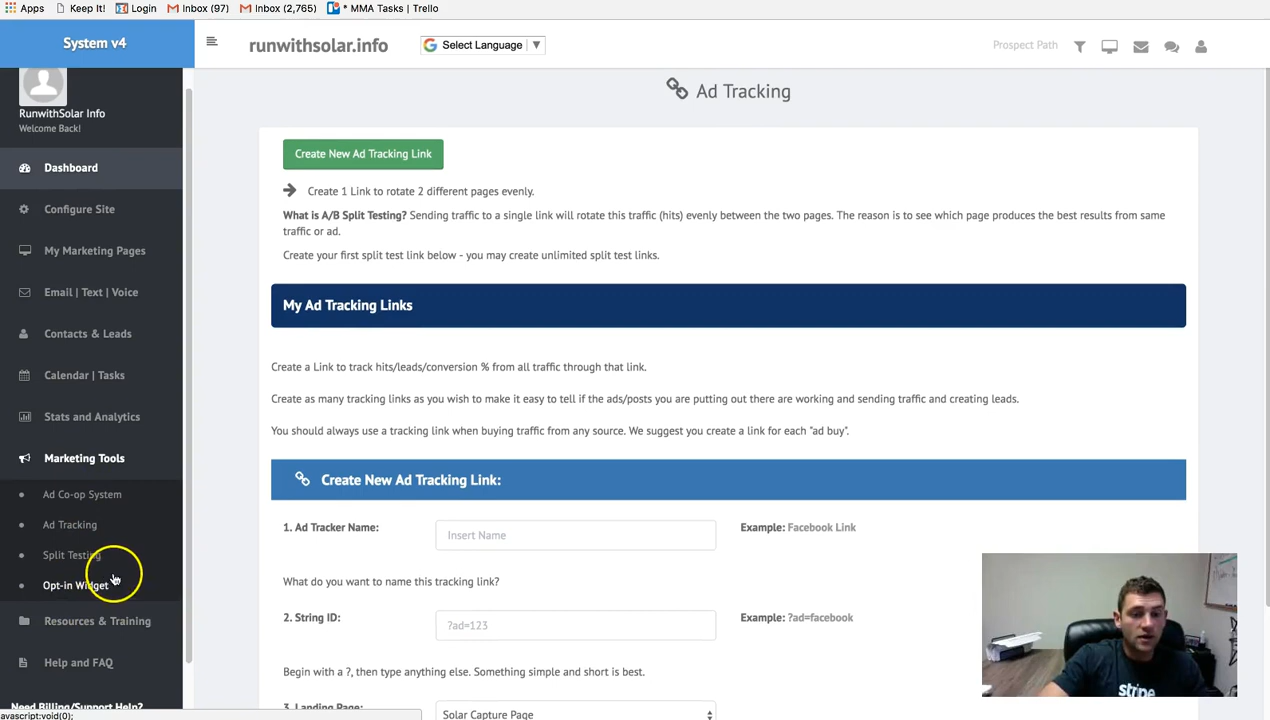 Apps Keep It! Login Inbox (97) Inbox (2,765) * MMA Tasks | Trello
System v4
runwithsolar.info
Select Language
Prospect Path
RunwithSolar Info
Welcome Back!
Dashboard
Configure Site
My Marketing Pages
Email | Text | Voice
Contacts & Leads
Calendar | Tasks
Stats and Analytics
Marketing Tools
Ad Co-op System
Ad Tracking
Split Testing
Opt-in Widget
Resources & Training
Help and FAQ
Need Billing/Support Help?
avascript:void(0);
Ad Tracking
Create New Ad Tracking Link
Create 1 Link to rotate 2 different pages evenly.
What is A/B Split Testing? Sending traffic to a single link will rotate this traffic (hits) evenly between the two pages. The reason is to see which page produces the best results from same
traffic or ad.
Create your first split test link below - you may create unlimited split test links.
My Ad Tracking Links
Create a Link to track hits/leads/conversion % from all traffic through that link.
Create as many tracking links as you wish to make it easy to tell if the ads/posts you are putting out there are working and sending traffic and creating leads.
You should always use a tracking link when buying traffic from any source. We suggest you create a link for each "ad buy".
Create New Ad Tracking Link:
1. Ad Tracker Name: Insert Name Example: Facebook Link
What do you want to name this tracking link?
2. String ID: ?ad=123 Example: ?ad=facebook
Begin with a ?, then type anything else. Something simple and short is best.
3. Landing Page: Solar Capture Page
stripe